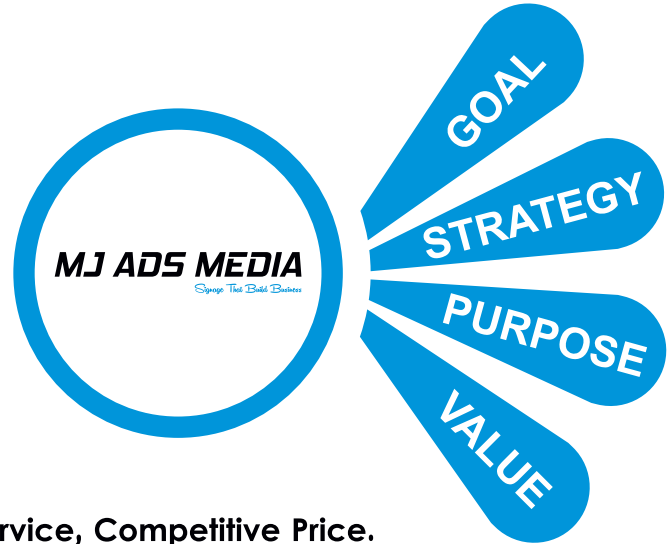 GOAL
STRATEGY
MJ ADS MEDIA
Signage That Build Business
PURPOSE
VALUE
rvice, Competitive Price.